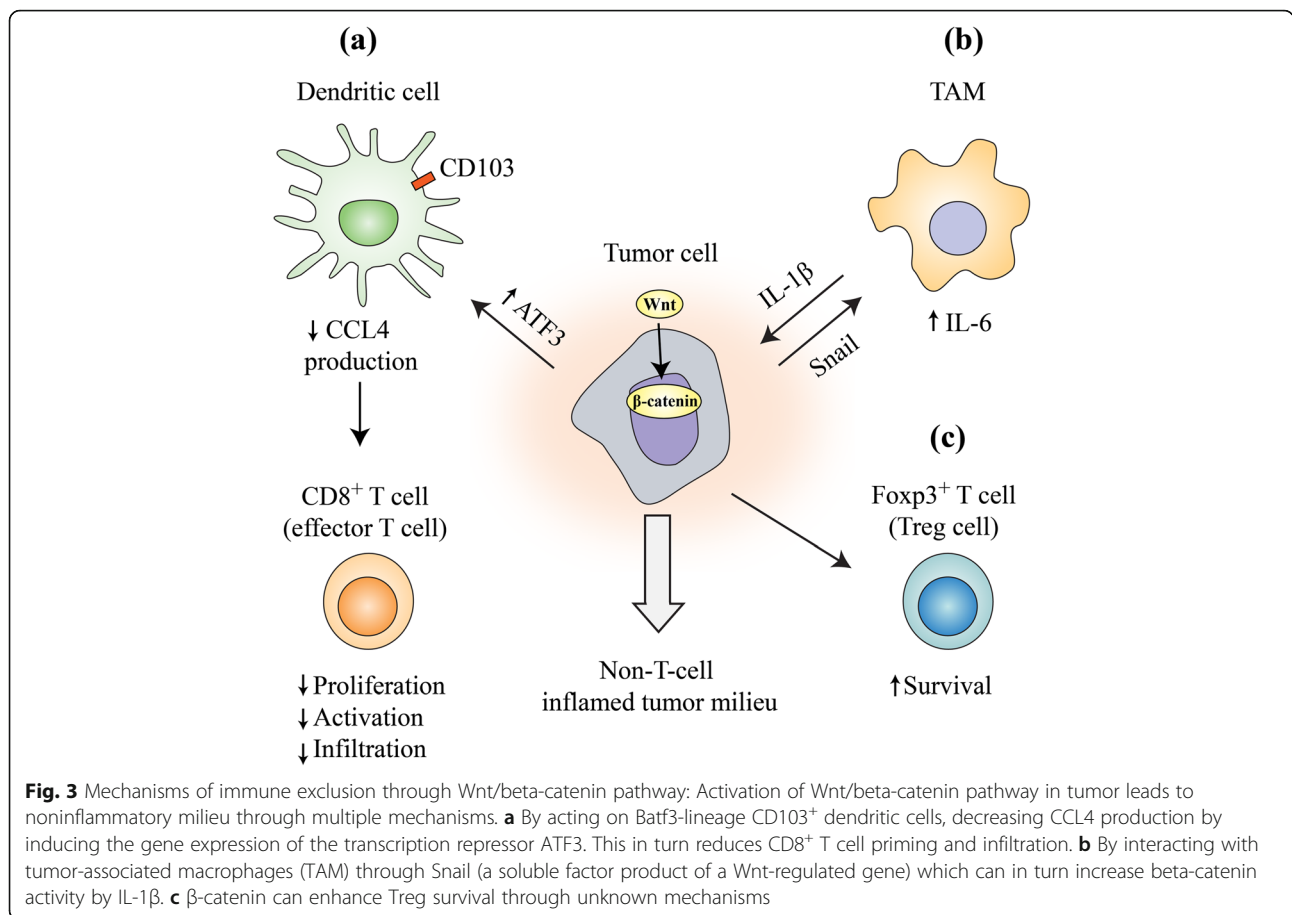 (a)
Dendritic cell
CD103
↓ CCL4
production
CD8⁺ T cell
(effector T cell)
↓ Proliferation
↓ Activation
↓ Infiltration
↑ ATF3
Tumor cell
Wnt
β-catenin
Non-T-cell
inflamed tumor milieu
(b)
TAM
IL-1β
Snail
↑ IL-6
(c)
Foxp3⁺ T cell
(Treg cell)
↑ Survival
Fig. 3 Mechanisms of immune exclusion through Wnt/beta-catenin pathway: Activation of Wnt/beta-catenin pathway in tumor leads to
noninflammatory milieu through multiple mechanisms. a By acting on Batf3-lineage CD103⁺ dendritic cells, decreasing CCL4 production by
inducing the gene expression of the transcription repressor ATF3. This in turn reduces CD8⁺ T cell priming and infiltration. b By interacting with
tumor-associated macrophages (TAM) through Snail (a soluble factor product of a Wnt-regulated gene) which can in turn increase beta-catenin
activity by IL-1β. c β-catenin can enhance Treg survival through unknown mechanisms